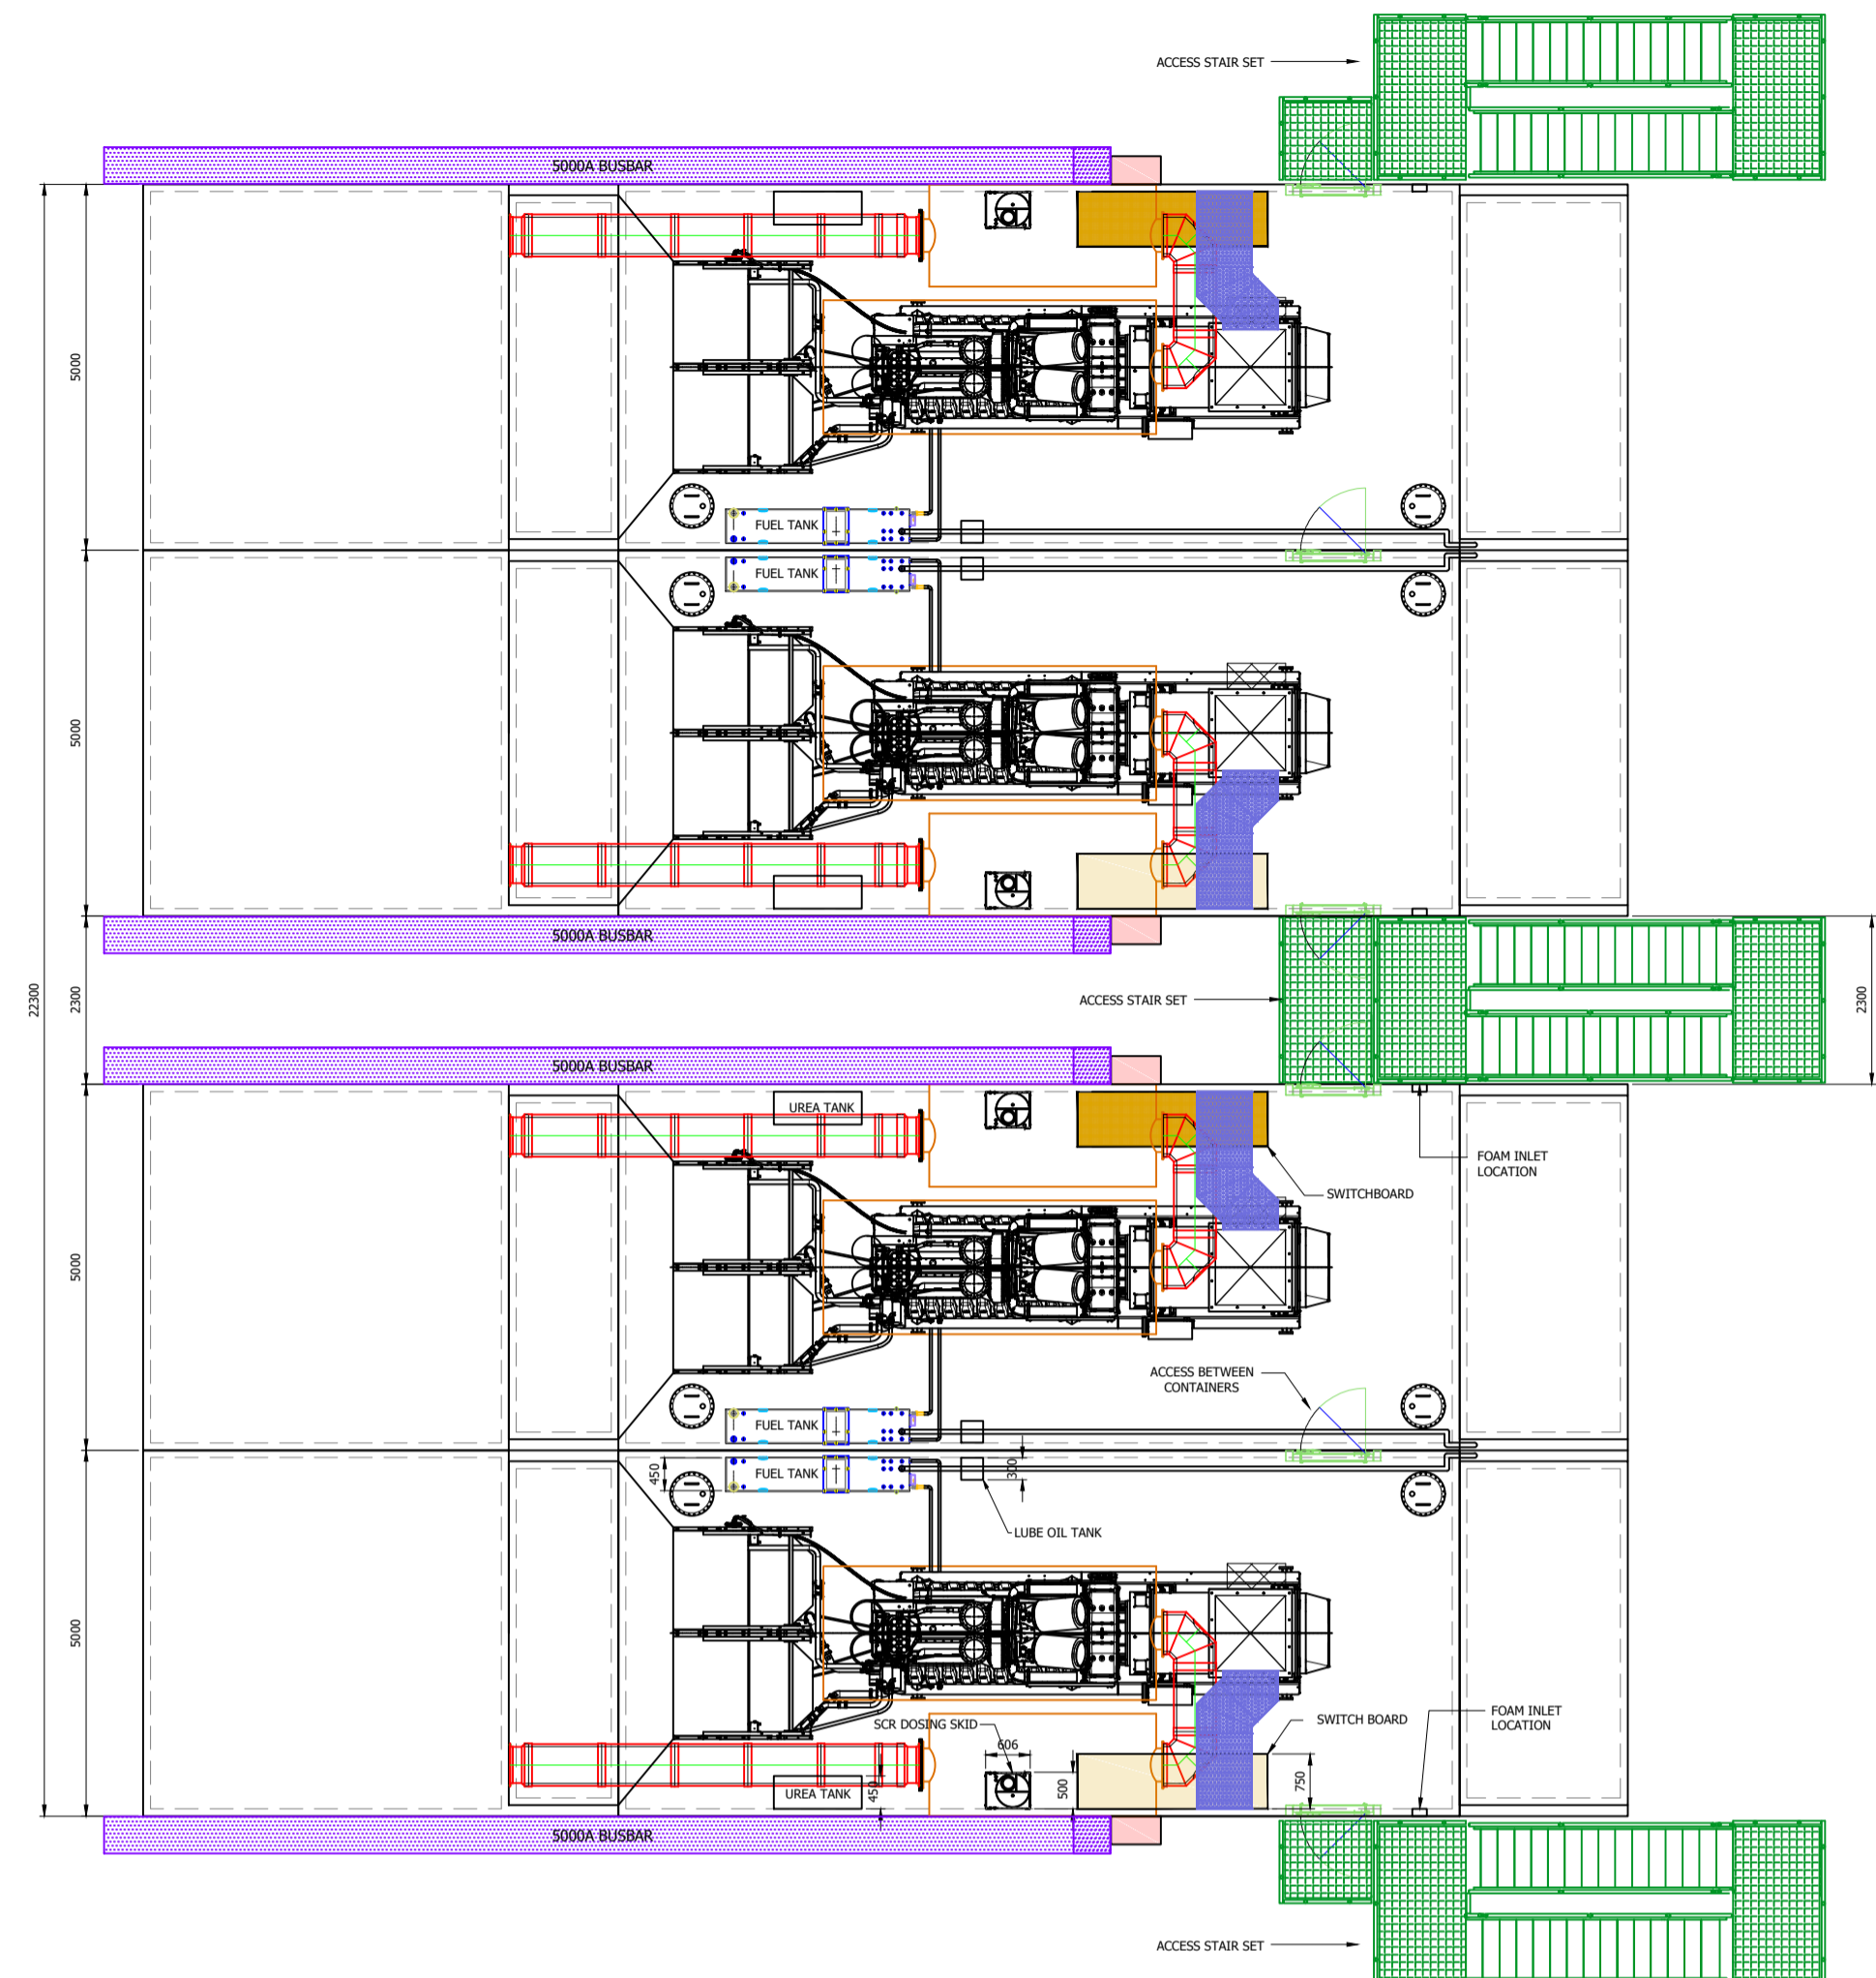 ACCESS STAIR SET
5000A BUSBAR
5000
FUEL TANK
FUEL TANK
5000
5000A BUSBAR
22300
2300
ACCESS STAIR SET
2300
5000A BUSBAR
UREA TANK
FOAM INLET
LOCATION
SWITCHBOARD
5000
ACCESS BETWEEN
CONTAINERS
FUEL TANK
450
FUEL TANK
300
LUBE OIL TANK
5000
SCR DOSING SKID
606
SWITCH BOARD
FOAM INLET
LOCATION
UREA TANK
450
500
750
5000A BUSBAR
ACCESS STAIR SET